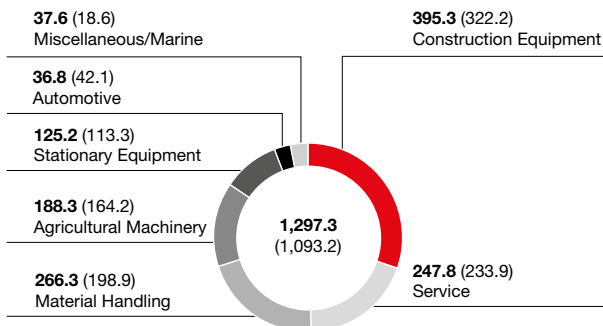 37.6 (18.6)
Miscellaneous/Marine
36.8 (42.1)
Automotive
125.2 (113.3)
Stationary Equipment
188.3 (164.2)
Agricultural Machinery
266.3 (198.9)
Material Handling
1,297.3
(1,093.2)
395.3 (322.2)
Construction Equipment
247.8 (233.9)
Service